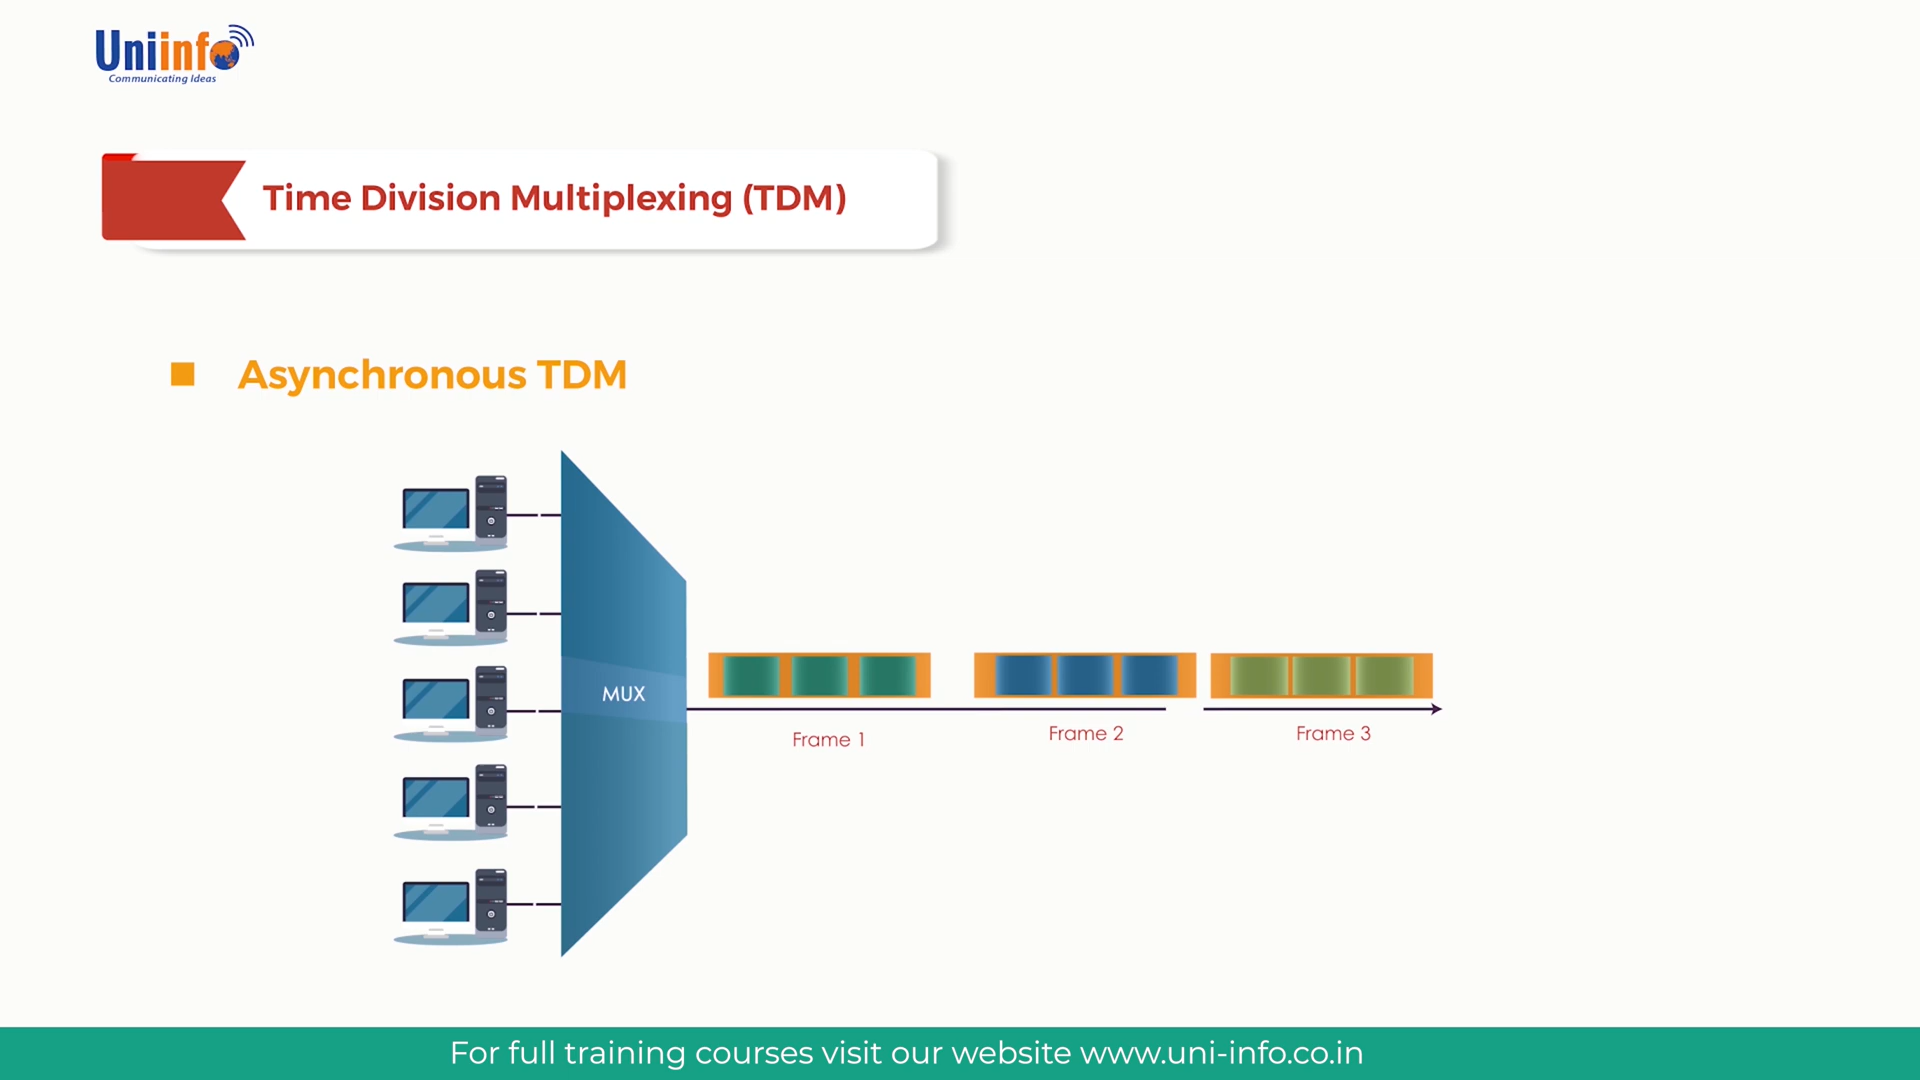 Uniinfo
Communicating Ideas
Time Division Multiplexing (TDM)
Asynchronous TDM
MUX
Frame 1
Frame 2
Frame 3
For full training courses visit our website www.uni-info.co.in